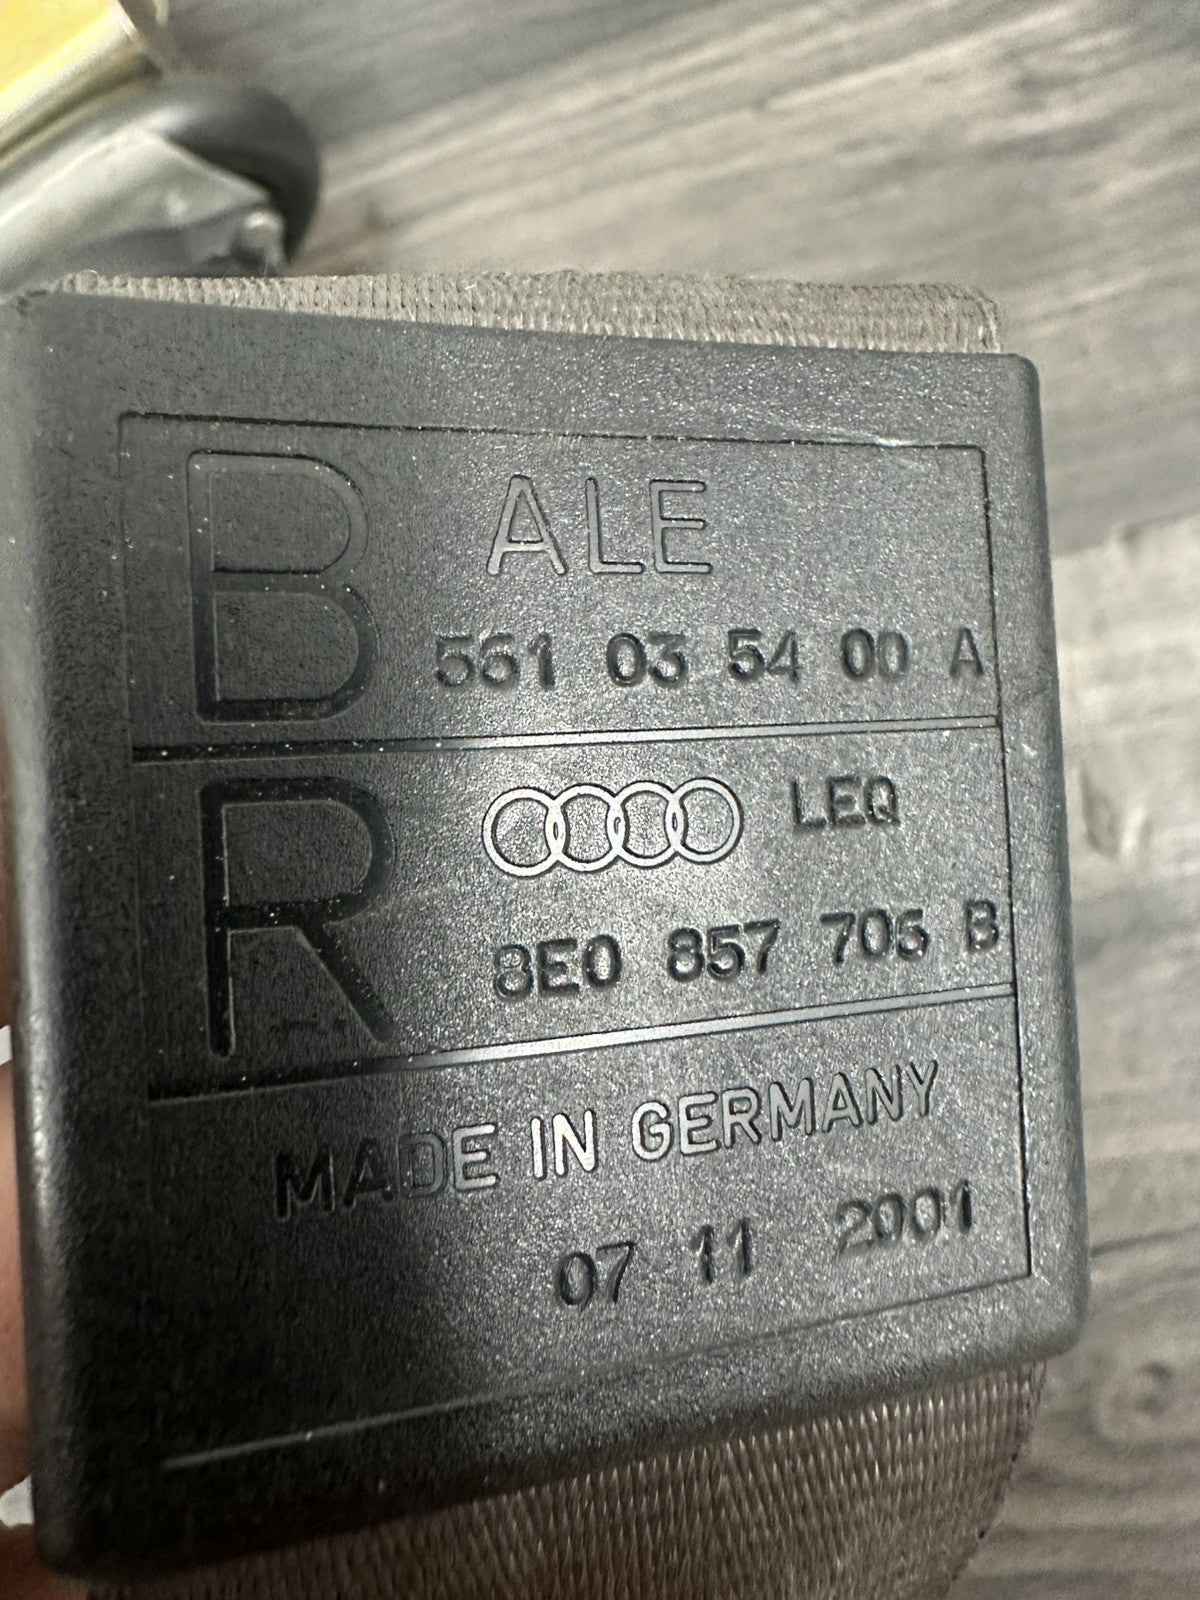 B
ALE
561 03 54 00 A
R
LEQ
8E0 857 706 B
MADE IN GERMANY
07 11 2001